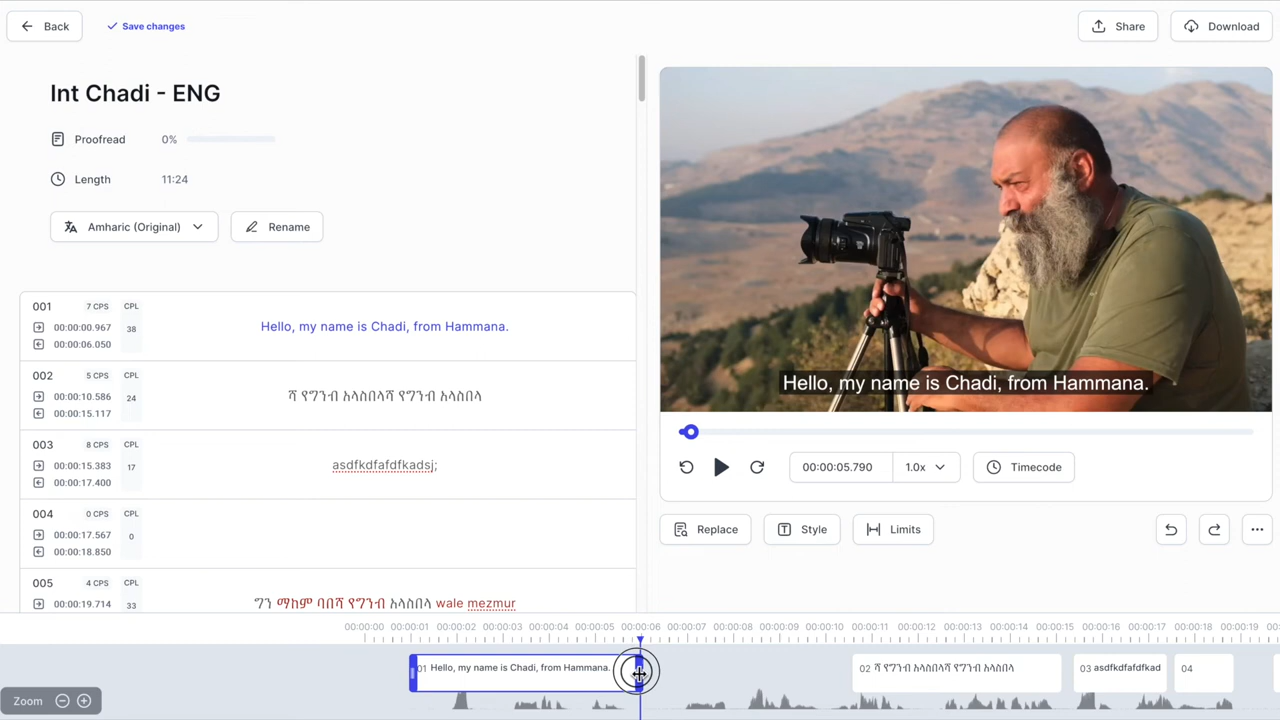 Back
Save changes
Share
Download
Int Chadi - ENG
Proofread 0%
Length 11:24
Amharic (Original)
Rename
001 7 CPS CPL
00:00:00.967 38
00:00:06.050
Hello, my name is Chadi, from Hammana.
002 5 CPS CPL
00:00:10.586 24
00:00:15.117
ሻ የግንብ አላስበላሻ የግንብ አላስበላ
003 8 CPS CPL
00:00:15.383 17
00:00:17.400
asdfkdfafdfkadsj;
004 0 CPS CPL
00:00:17.567 0
00:00:18.850
005 4 CPS CPL
00:00:19.714 33
ግን ማከም ባበሻ የግንብ አላስበላ wale mezmur
Hello, my name is Chadi, from Hammana.
00:00:05.790
1.0x
Timecode
Replace
Style
Limits
00:00:00 00:00:01 00:00:02 00:00:03 00:00:04 00:00:05 00:00:06 00:00:07 00:00:08 00:00:09 00:00:10 00:00:11 00:00:12 00:00:13 00:00:14 00:00:15 00:00:16 00:00:17 00:00:18 00:00:19
01 Hello, my name is Chadi, from Hammana.
02 ሻ የግንብ አላስበላሻ የግንብ አላስበላ
03 asdfkdfafdfkad
04
Zoom